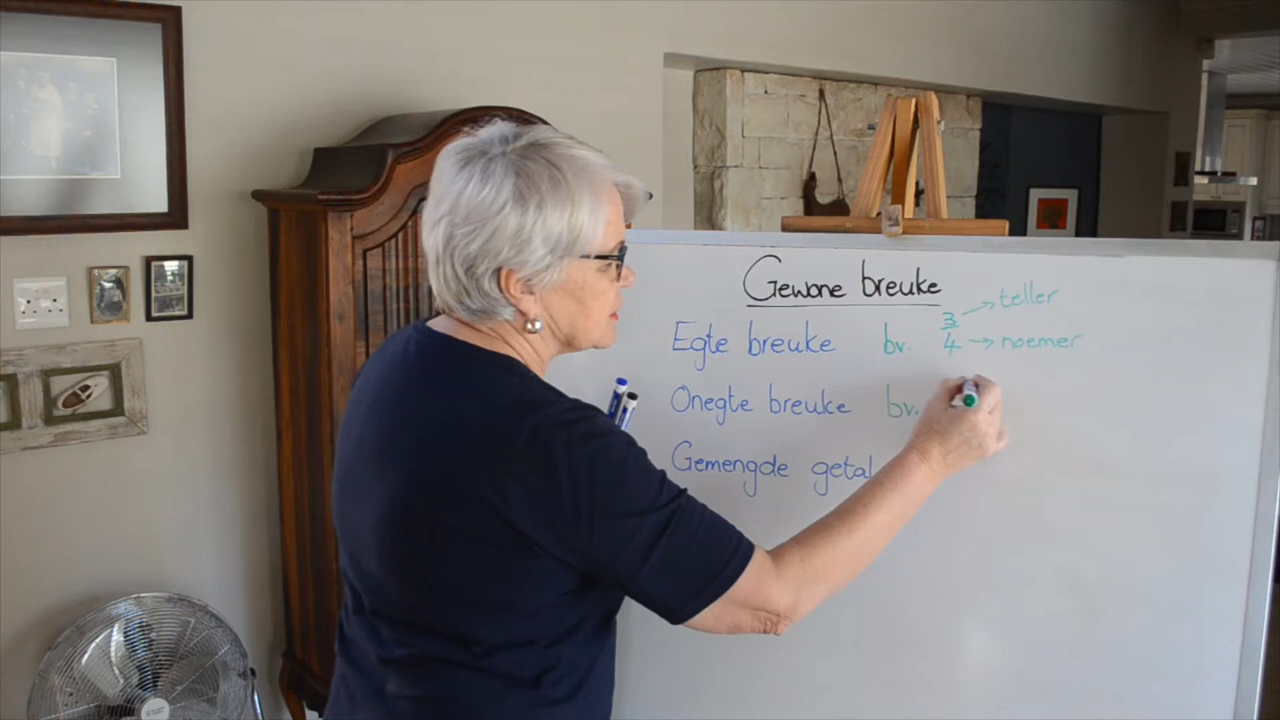 Gewone breuke
Egte breuke bv. 3/4 → teller → noemer
Onegte breuke bv.
Gemengde getal